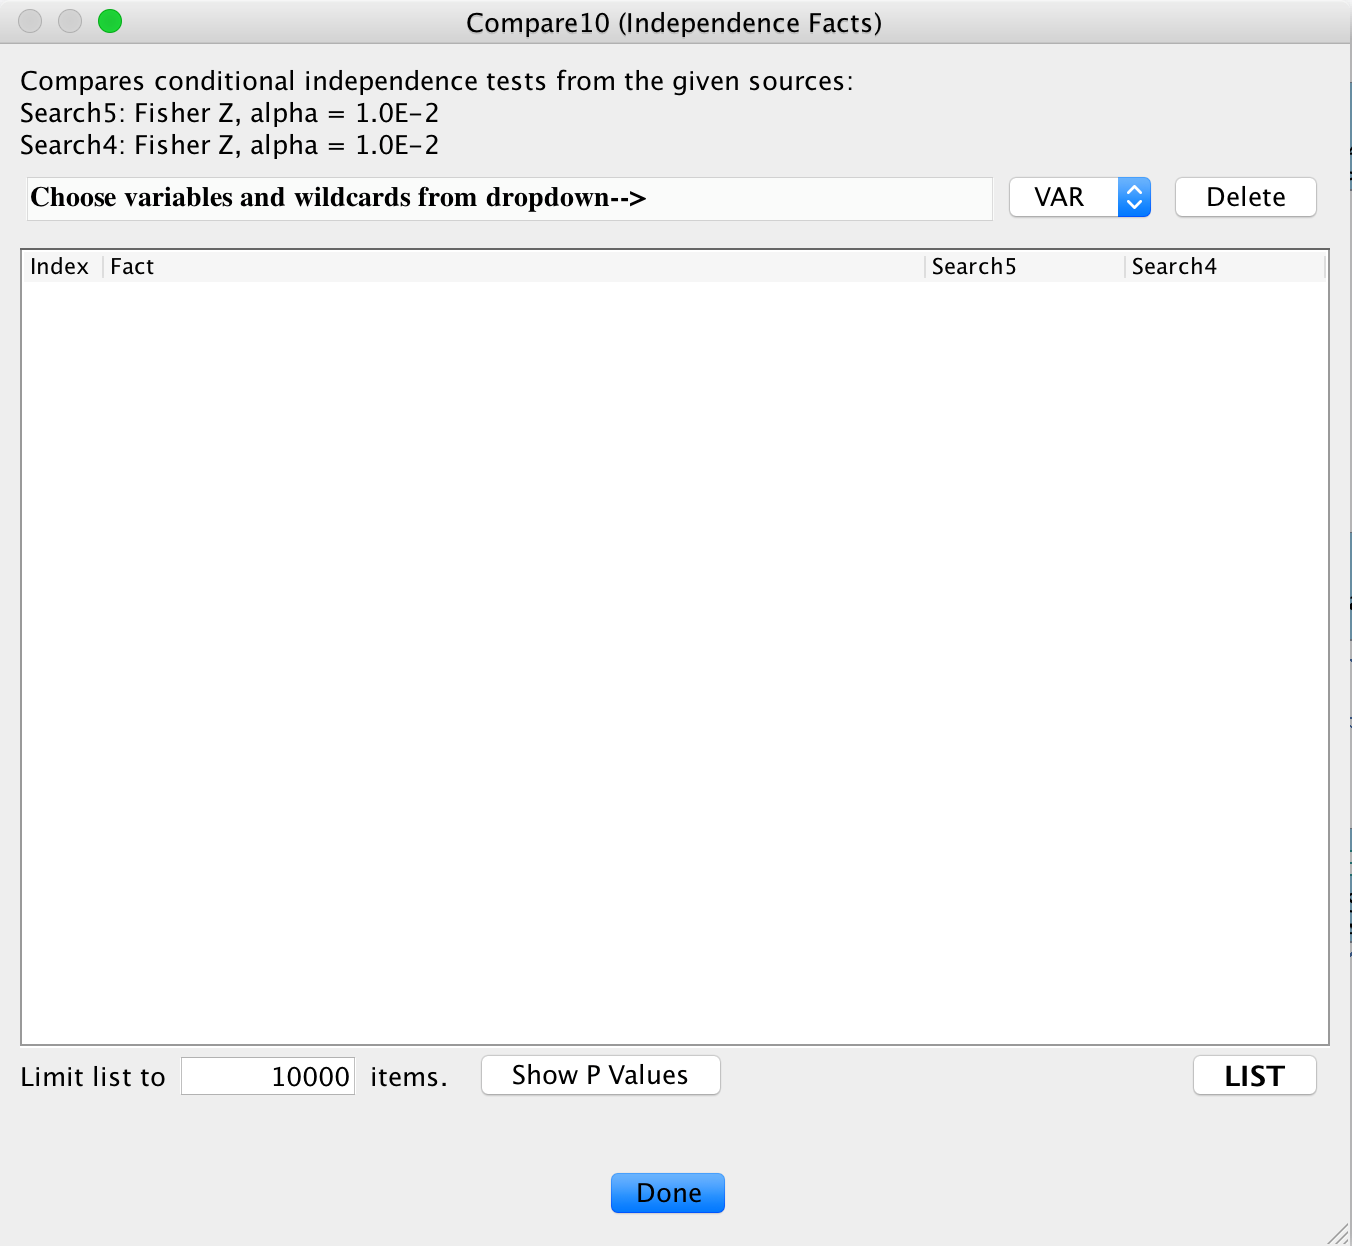 Compare10 (Independence Facts)
Compares conditional independence tests from the given sources:
Search5: Fisher Z, alpha = 1.0E-2
Search4: Fisher Z, alpha = 1.0E-2
Choose variables and wildcards from dropdown--> VAR Delete
Index Fact Search5 Search4
Limit list to 10000 items. Show P Values LIST
Done